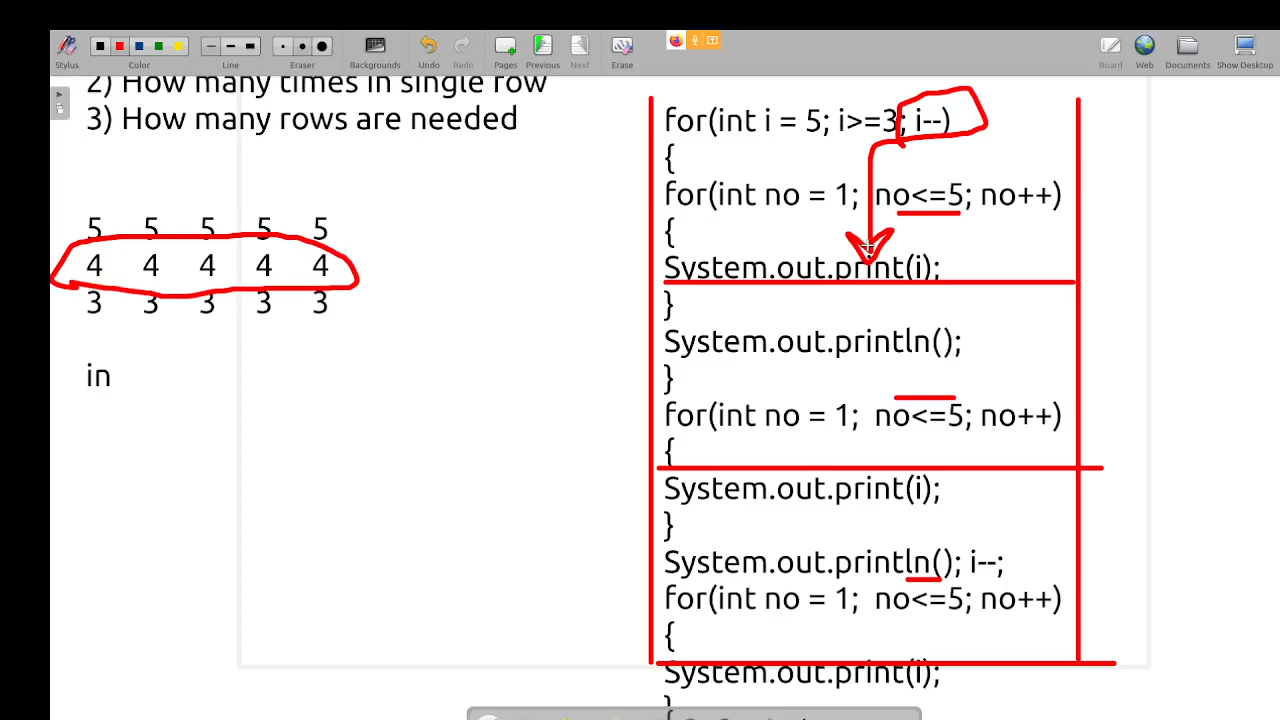 Stylus
Color
Line
Eraser
Backgrounds
Undo
Redo
Pages
Previous
Next
Erase
Board
Web
Documents
Show Desktop
2) How many times in single row
3) How many rows are needed
5 5 5 5 5
4 4 4 4 4
3 3 3 3 3
in
for(int i = 5; i>=3; i--)
{
for(int no = 1; no<=5; no++)
{
System.out.print(i);
}
System.out.println();
}
for(int no = 1; no<=5; no++)
{
System.out.print(i);
}
System.out.println(); i--;
for(int no = 1; no<=5; no++)
{
System.out.print(i);
}